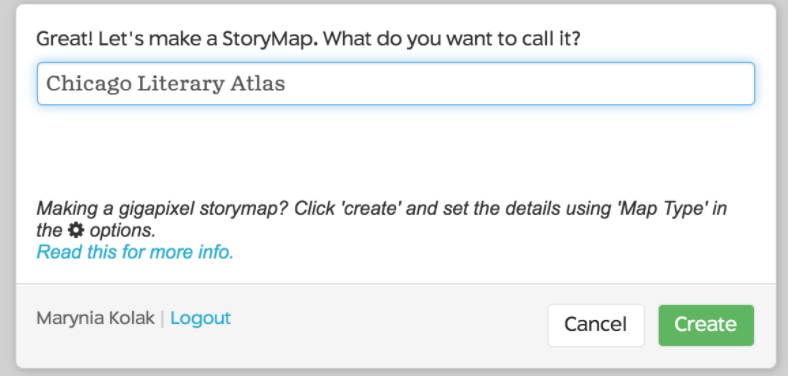 Great! Let's make a StoryMap. What do you want to call it?
Chicago Literary Atlas
Making a gigapixel storymap? Click 'create' and set the details using 'Map Type' in
the options.
Read this for more info.
Marynia Kolak | Logout
Cancel
Create